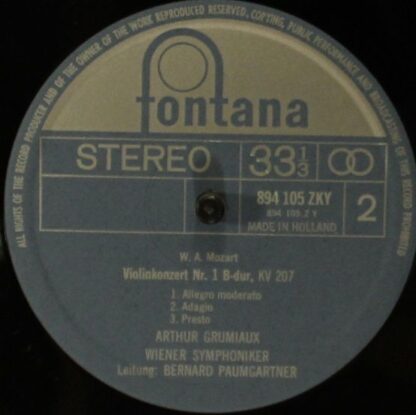 ALL RIGHTS OF THE RECORD PRODUCER AND OF THE OWNER OF THE WORK REPRODUCED RESERVED, COPYING, PUBLIC PERFORMANCE AND BROADCASTING OF THIS RECORD PROHIBITED
fontana
STEREO 33 1/3
894 105 ZKY
894 105 Z Y
2
MADE IN HOLLAND
W. A. Mozart
Violinkonzert Nr. 1 B-dur, KV 207
1. Allegro moderato
2. Adagio
3. Presto
ARTHUR GRUMIAUX
WIENER SYMPHONIKER
Leitung: BERNARD PAUMGARTNER